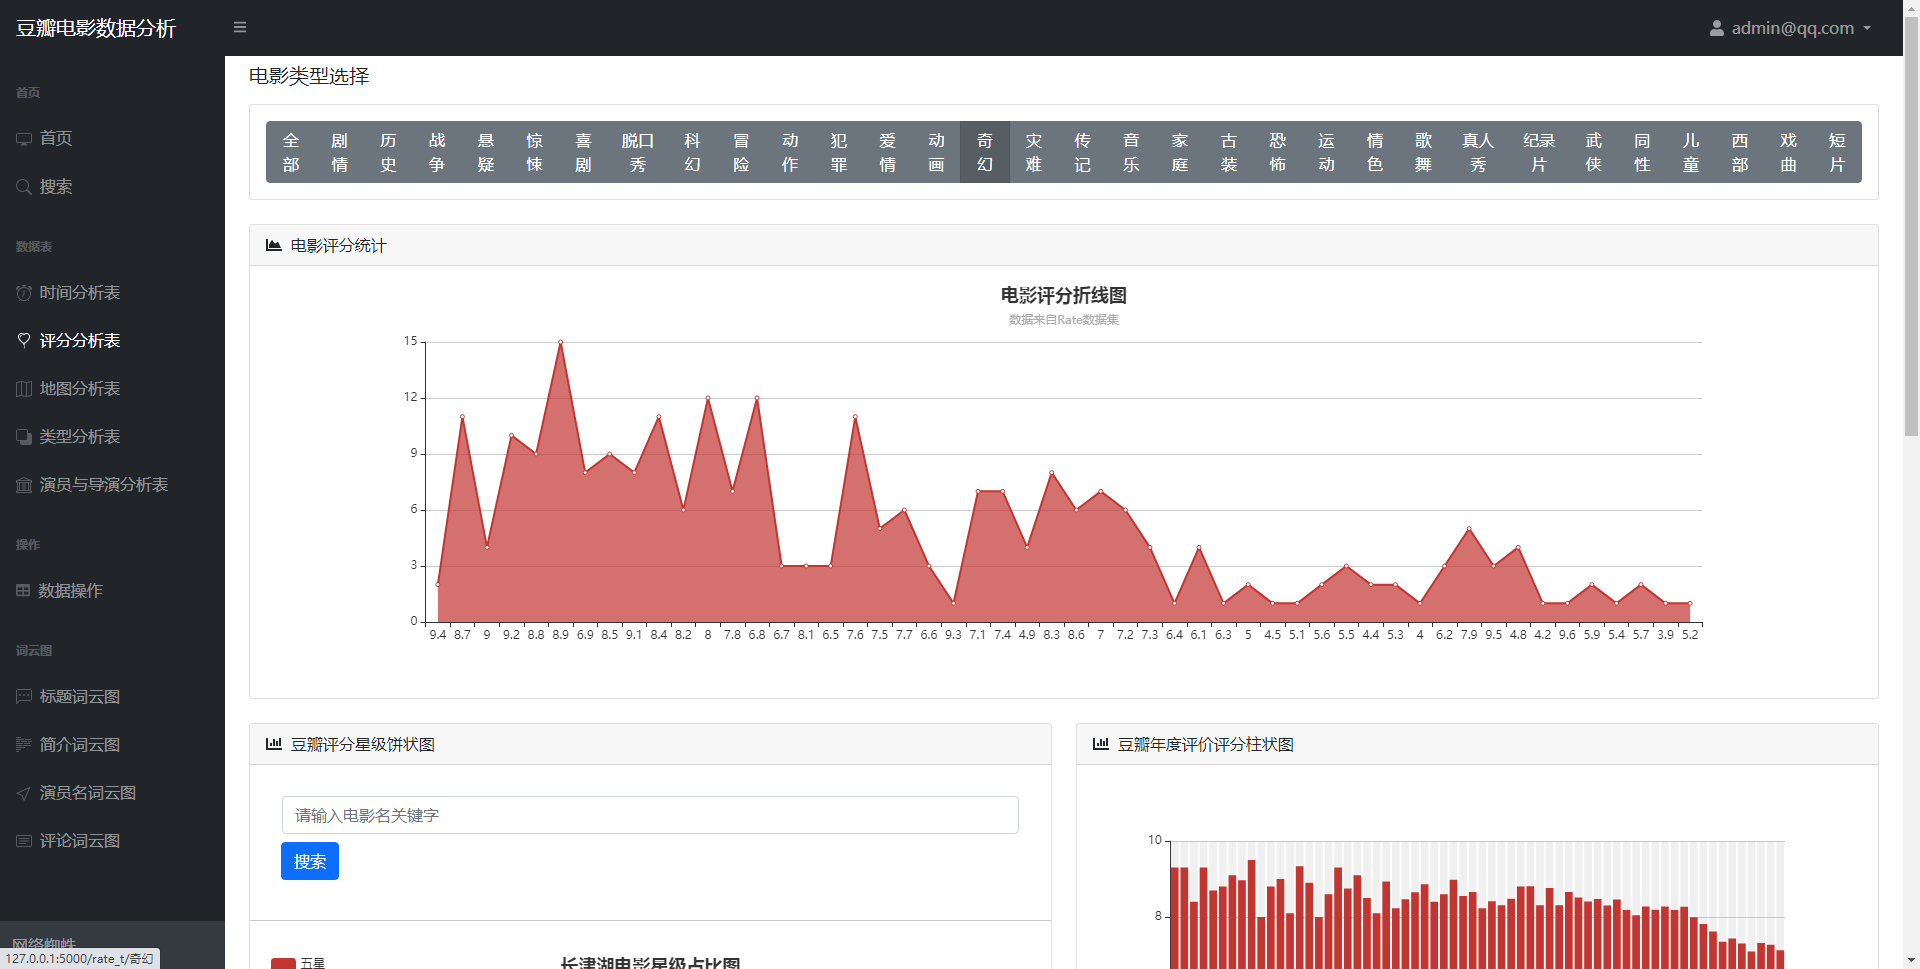 豆瓣电影数据分析
admin@qq.com
首页
首页
搜索
数据表
时间分析表
评分分析表
地图分析表
类型分析表
演员与导演分析表
操作
数据操作
词云图
标题词云图
简介词云图
演员名词云图
评论词云图
网络蜘蛛
127.0.0.1:5000/rate_t/奇幻
电影类型选择
全部 剧情 历史 战争 悬疑 惊悚 喜剧 脱口秀 科幻 冒险 动作 犯罪 爱情 动画 奇幻 灾难 传记 音乐 家庭 古装 恐怖 运动 情色 歌舞 真人秀 纪录片 武侠 同性 儿童 西部 戏曲 短片
电影评分统计
电影评分折线图
数据来自Rate数据集
15
12
9
6
3
0
9.4 8.7 9 9.2 8.8 8.9 6.9 8.5 9.1 8.4 8.2 8 7.8 6.8 6.7 8.1 6.5 7.6 7.5 7.7 6.6 9.3 7.1 7.4 4.9 8.3 8.6 7 7.2 7.3 6.4 6.1 6.3 5 4.5 5.1 5.6 5.5 4.4 5.3 4 6.2 7.9 9.5 4.8 4.2 9.6 5.9 5.4 5.7 3.9 5.2
豆瓣评分星级饼状图
请输入电影名关键字
搜索
五星
长津湖电影星级占比图
豆瓣年度评价评分柱状图
10
8